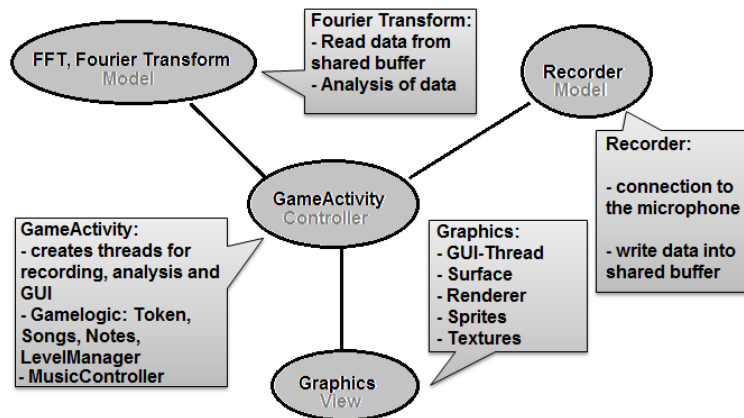 FFT, Fourier Transform
Model
Fourier Transform:
- Read data from
shared buffer
- Analysis of data
Recorder
Model
Recorder:
- connection to
the microphone
- write data into
shared buffer
GameActivity
Controller
GameActivity:
- creates threads for
recording, analysis and
GUI
- Gamelogic: Token,
Songs, Notes,
LevelManager
- MusicController
Graphics:
- GUI-Thread
- Surface
- Renderer
- Sprites
- Textures
Graphics
View